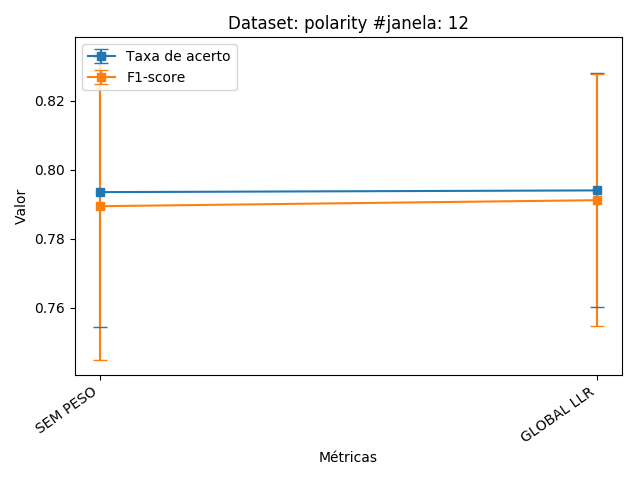 Dataset: polarity #janela: 12
Taxa de acerto
F1-score
0.82
0.80
0.78
0.76
Valor
SEM PESO
GLOBAL LLR
Métricas